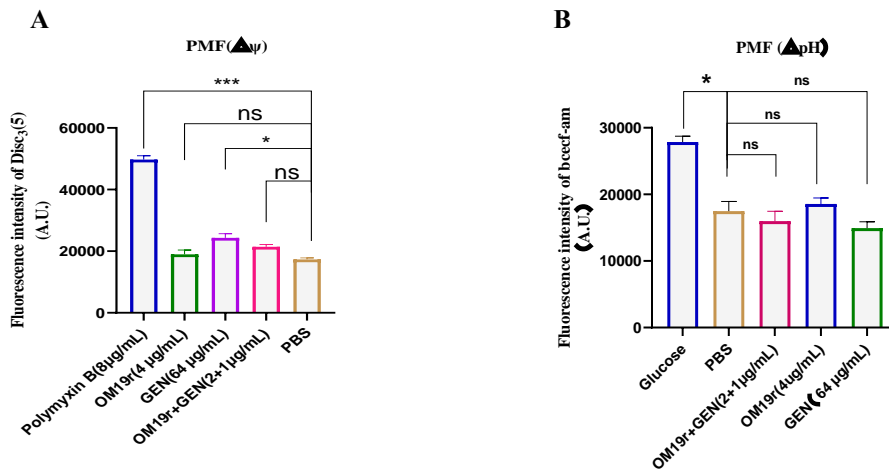 A
PMF(▲ψ)
***
ns
*
ns
Fluorescence intensity of Disc₃(5)
(A.U.)
60000
40000
20000
0
Polymyxin B(8μg/mL)
OM19r(4 μg/mL)
GEN(64 μg/mL)
OM19r+GEN(2+1μg/mL)
PBS
B
PMF (▲pH)
*
ns
ns
ns
Fluorescence intensity of bcecf-am
(A.U.)
30000
20000
10000
0
Glucose
PBS
OM19r+GEN(2+1μg/mL)
OM19r(4μg/mL)
GEN(64 μg/mL)